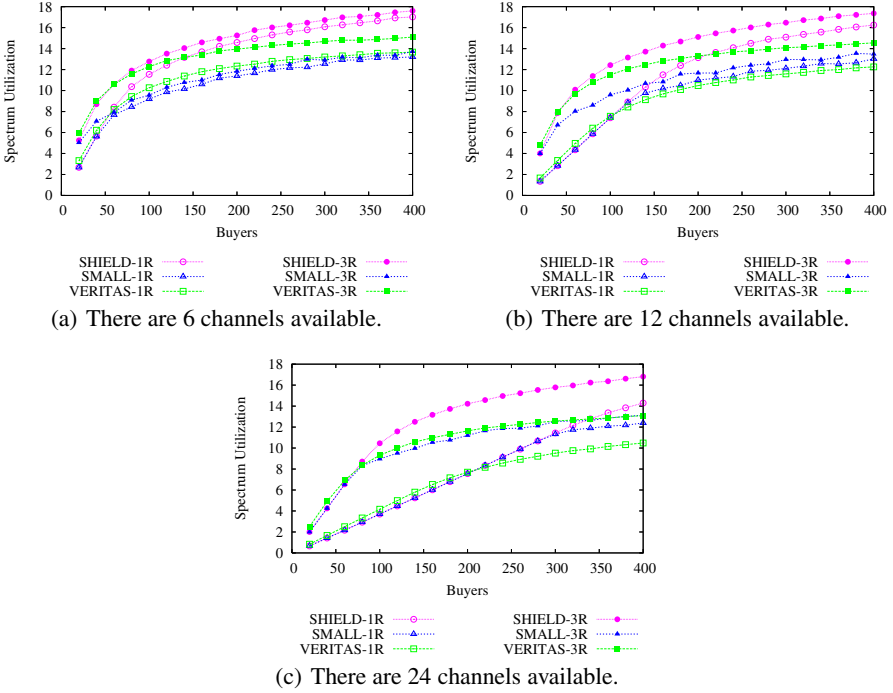 18
16
14
12
10
8
6
4
2
0
Spectrum Utilization
0 50 100 150 200 250 300 350 400
Buyers
SHIELD-1R SHIELD-3R
SMALL-1R SMALL-3R
VERITAS-1R VERITAS-3R
(a) There are 6 channels available.
18
16
14
12
10
8
6
4
2
0
Spectrum Utilization
0 50 100 150 200 250 300 350 400
Buyers
SHIELD-1R SHIELD-3R
SMALL-1R SMALL-3R
VERITAS-1R VERITAS-3R
(b) There are 12 channels available.
18
16
14
12
10
8
6
4
2
0
Spectrum Utilization
0 50 100 150 200 250 300 350 400
Buyers
SHIELD-1R SHIELD-3R
SMALL-1R SMALL-3R
VERITAS-1R VERITAS-3R
(c) There are 24 channels available.